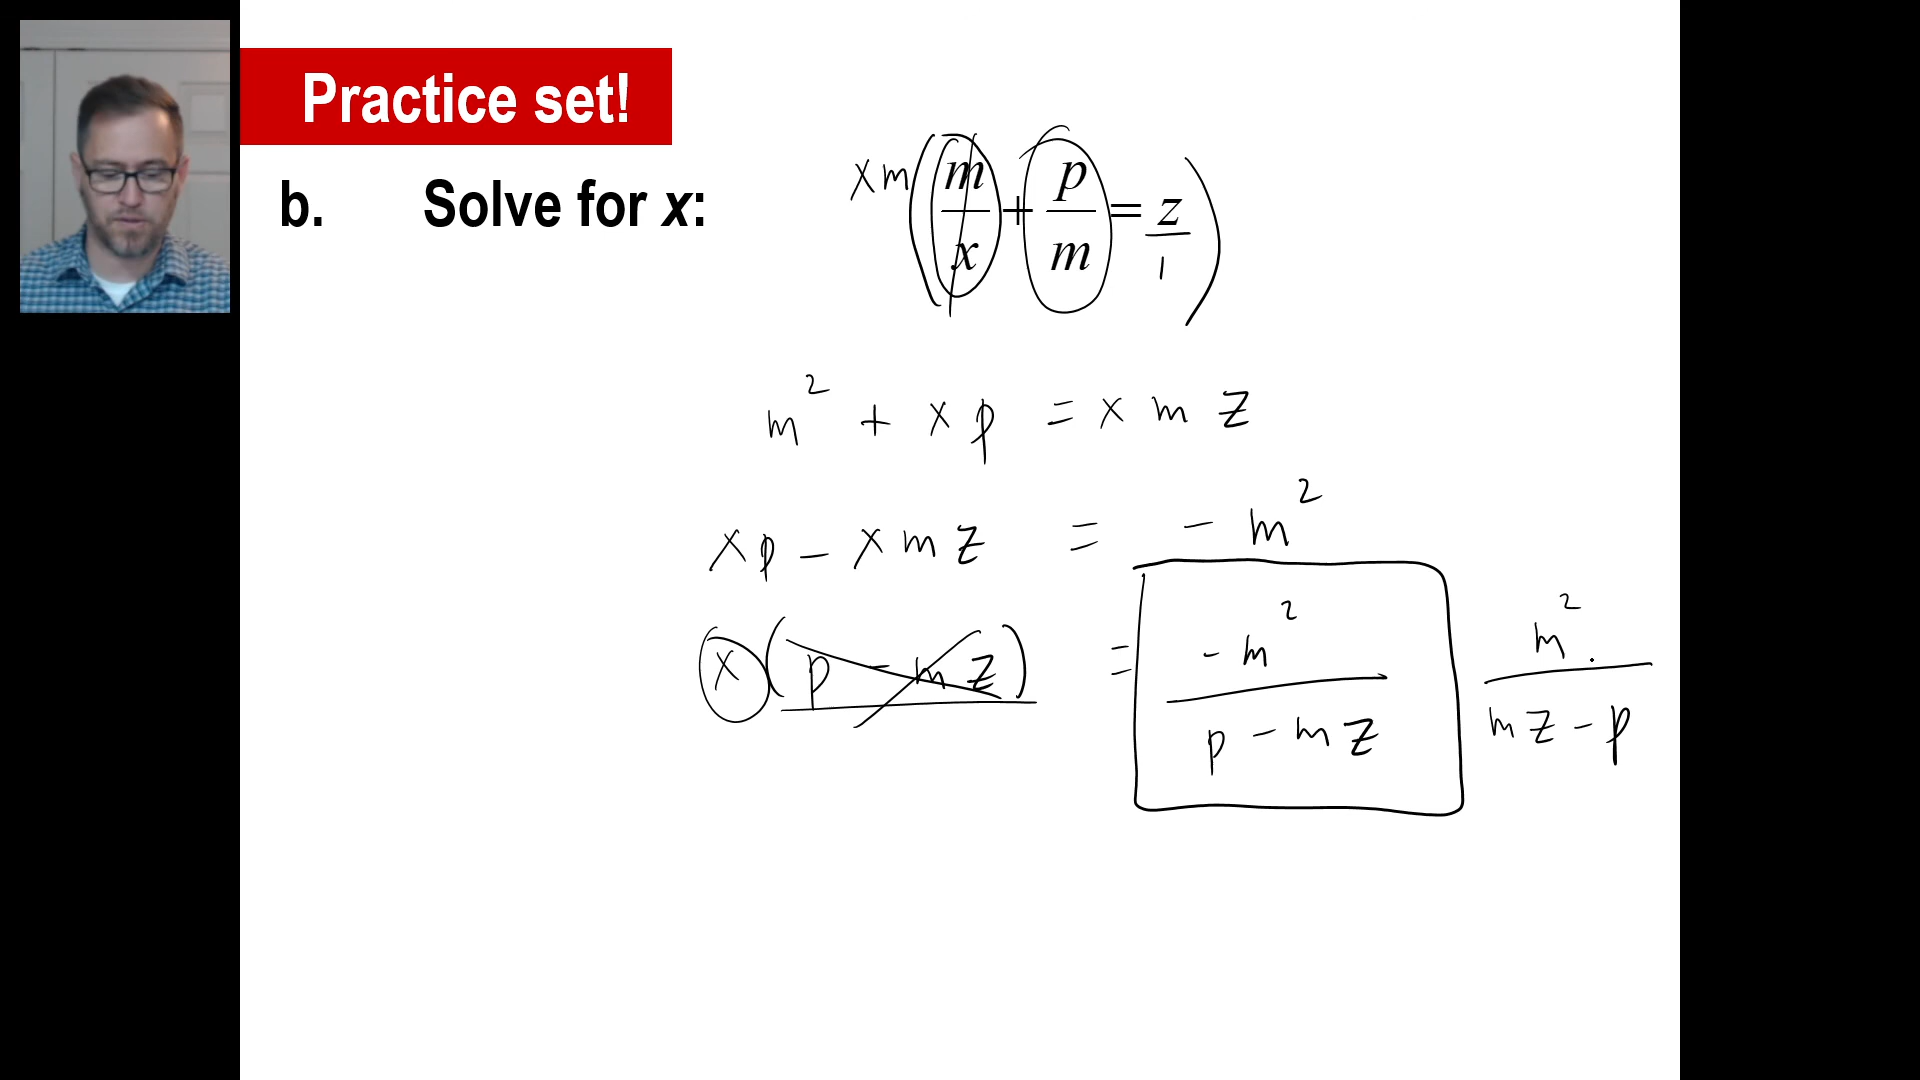 Practice set!
b. Solve for x:
xm(m/x + p/m = z/1)
m² + xp = xmz
xp - xmz = -m²
x(p - mz) = -m²/(p - mz) m²/(mz - p)